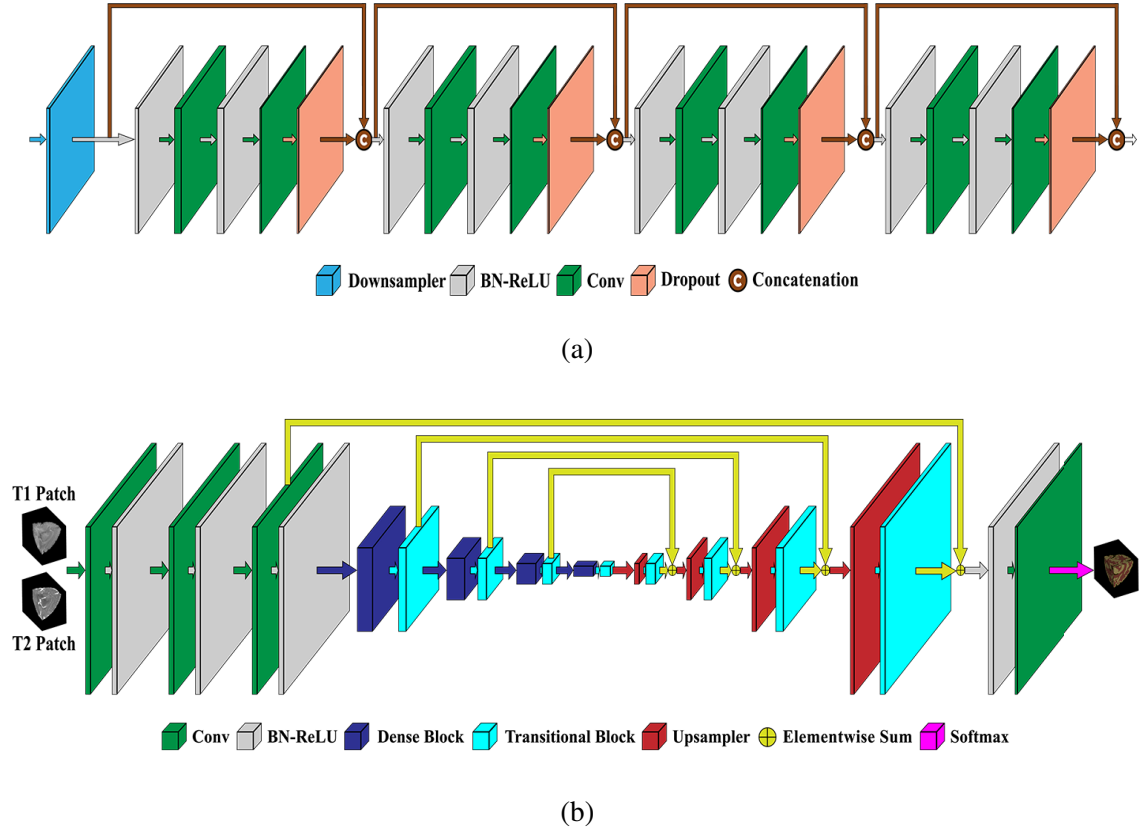 C C C C
Downsampler BN-ReLU Conv Dropout C Concatenation
(a)
T1 Patch
T2 Patch
Conv BN-ReLU Dense Block Transitional Block Upsampler Elementwise Sum Softmax
(b)